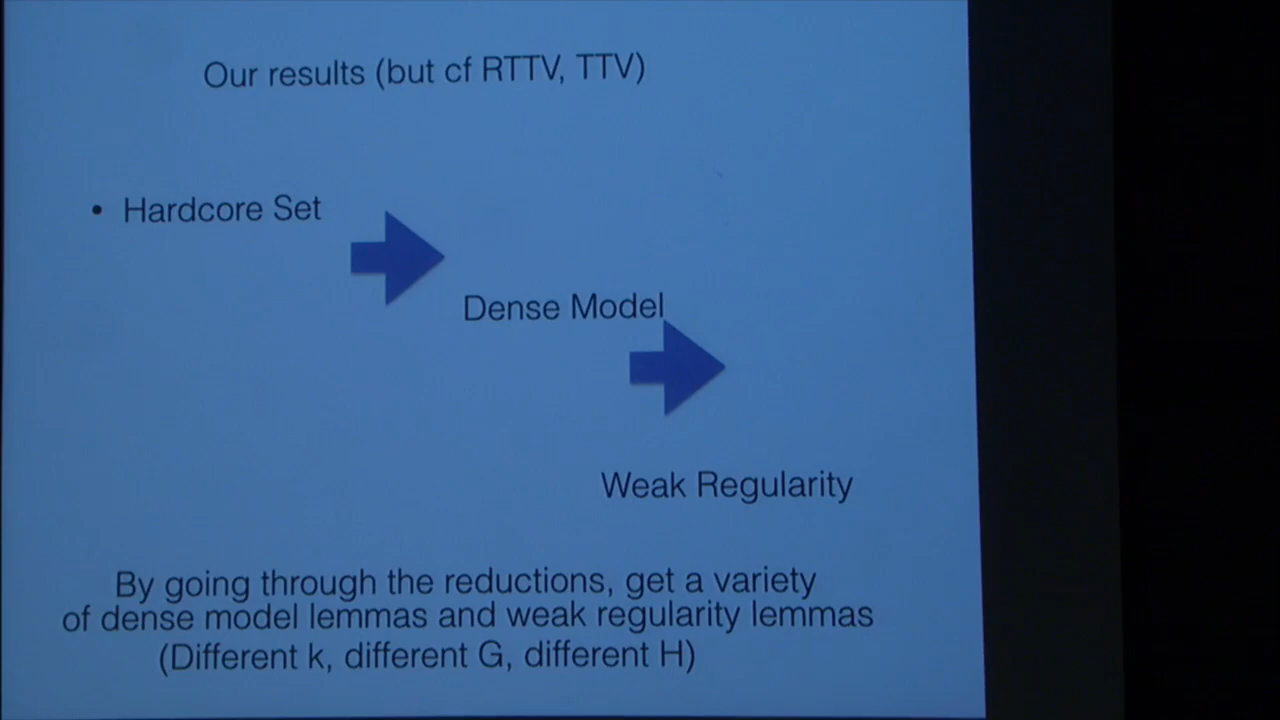 Our results (but cf RTTV, TTV)
• Hardcore Set
Dense Model
Weak Regularity
By going through the reductions, get a variety
of dense model lemmas and weak regularity lemmas
(Different k, different G, different H)